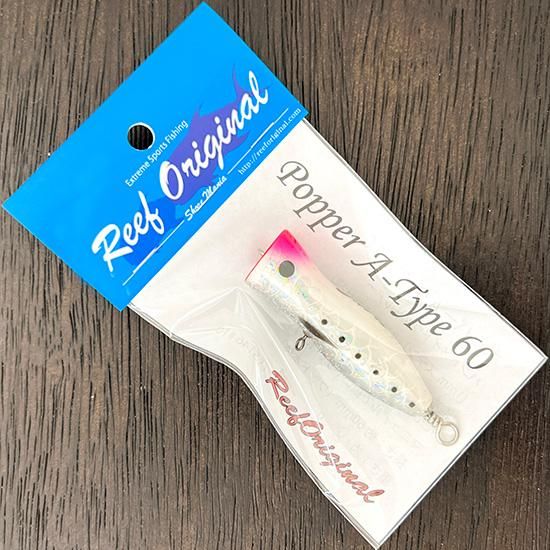 Extreme Sports Fishing
Reef Original
Shore Mania
http://reeforiginal.com
Popper A-Type 60
ReefOriginal